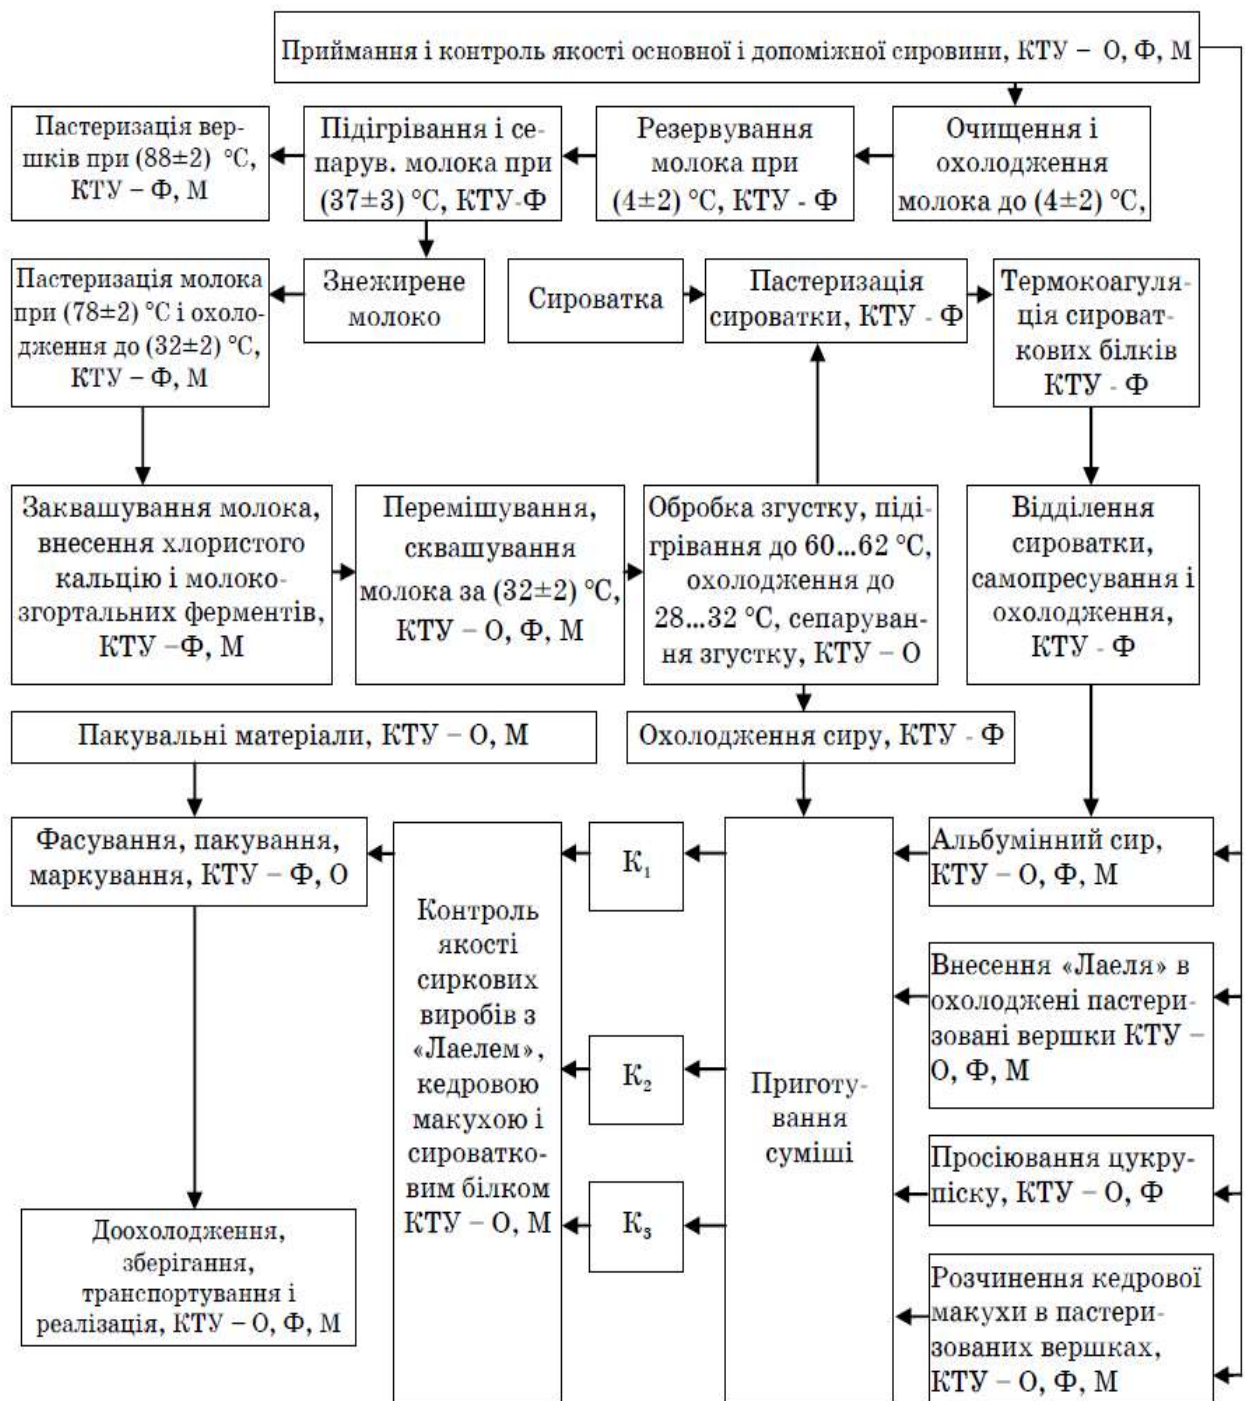 Приймання і контроль якості основної і допоміжної сировини, КТУ – О, Ф, М
Пастеризація вер-
шків при (88±2) °С,
КТУ – Ф, М
Підігрівання і се-
парув. молока при
(37±3) °С, КТУ-Ф
Резервування
молока при
(4±2) °С, КТУ - Ф
Очищення і
охолодження
молока до (4±2) °С,
Пастеризація молока
при (78±2) °С і охоло-
дження до (32±2) °С,
КТУ – Ф, М
Знежирене
молоко
Сироватка
Пастеризація
сироватки, КТУ - Ф
Термокоагуля-
ція сироват-
кових білків
КТУ - Ф
Заквашування молока,
внесення хлористого
кальцію і молоко-
згортальних ферментів,
КТУ –Ф, М
Перемішування,
сквашування
молока за (32±2) °С,
КТУ – О, Ф, М
Обробка згустку, піді-
грівання до 60...62 °С,
охолодження до
28...32 °С, сепаруван-
ня згустку, КТУ – О
Відділення
сироватки,
самопресування і
охолодження,
КТУ - Ф
Пакувальні матеріали, КТУ – О, М
Охолодження сиру, КТУ - Ф
Фасування, пакування,
маркування, КТУ – Ф, О
Контроль
якості
сиркових
виробів з
«Лаелем»,
кедровою
макухою і
сироватко-
вим білком
КТУ – О, М
К₁
К₂
К₃
Приготу-
вання
суміші
Альбумінний сир,
КТУ – О, Ф, М
Внесення «Лаеля» в
охолоджені пастери-
зовані вершки КТУ –
О, Ф, М
Просіювання цукру-
піску, КТУ – О, Ф
Розчинення кедрової
макухи в пастери-
зованих вершках,
КТУ – О, Ф, М
Доохолодження,
зберігання,
транспортування і
реалізація, КТУ – О, Ф, М